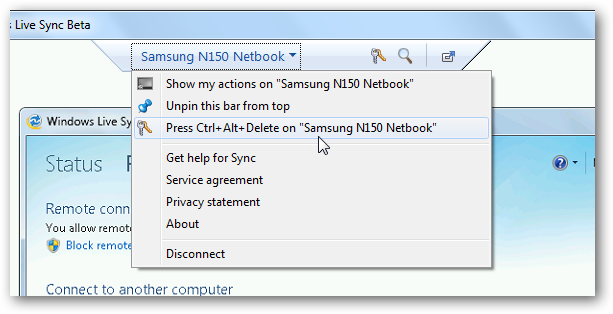 s Live Sync Beta
Samsung N150 Netbook
Show my actions on "Samsung N150 Netbook"
Unpin this bar from top
Windows Live Sy
Press Ctrl+Alt+Delete on "Samsung N150 Netbook"
Status
Get help for Sync
Service agreement
Remote conn
Privacy statement
You allow remot
About
Block remote
Disconnect
Connect to another computer